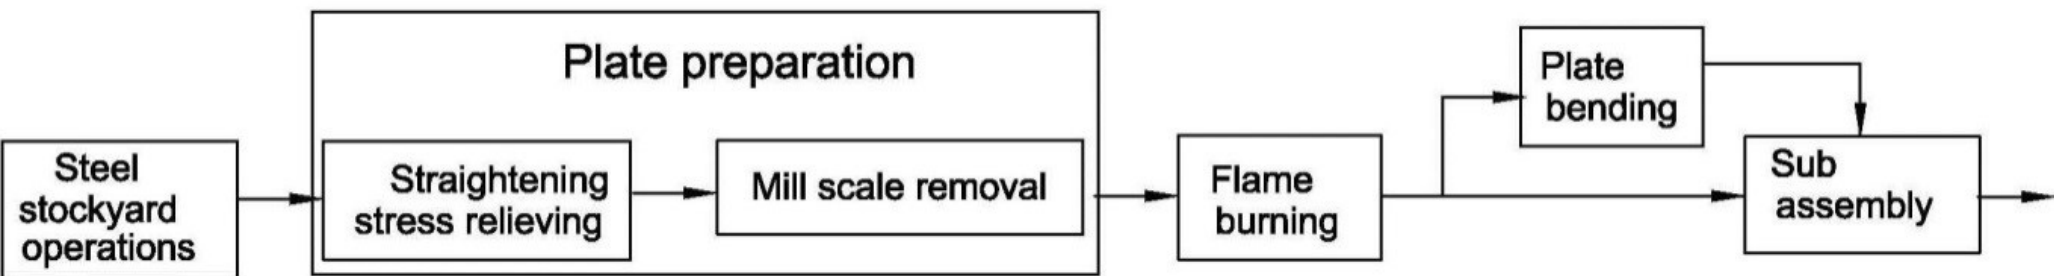 Steel
stockyard
operations
Plate preparation
Straightening
stress relieving
Mill scale removal
Flame
burning
Plate
bending
Sub
assembly